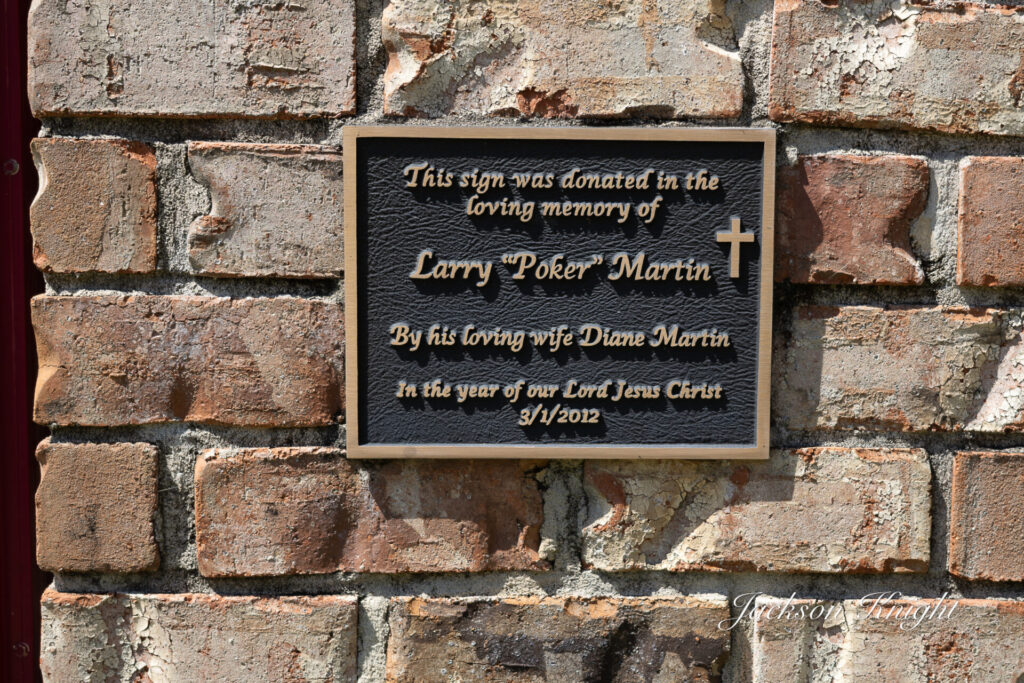 This sign was donated in the
loving memory of
Larry “Poker” Martin
By his loving wife Diane Martin
In the year of our Lord Jesus Christ
3/1/2012
Jackson Knight